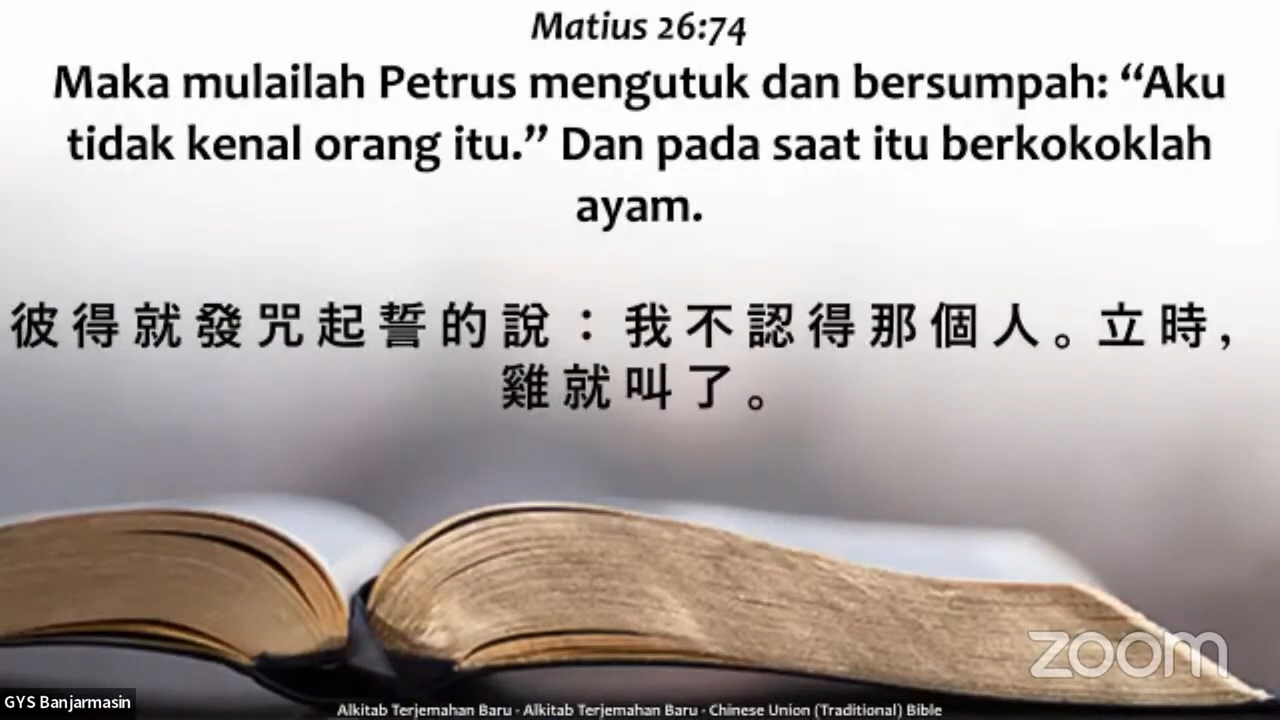 Matius 26:74
Maka mulailah Petrus mengutuk dan bersumpah: “Aku
tidak kenal orang itu.” Dan pada saat itu berkokoklah
ayam.
彼得就發咒起誓的說：我不認得那個人。立時，
雞就叫了。
zoom
GYS Banjarmasin
Alkitab Terjemahan Baru - Alkitab Terjemahan Baru - Chinese Union (Traditional) Bible